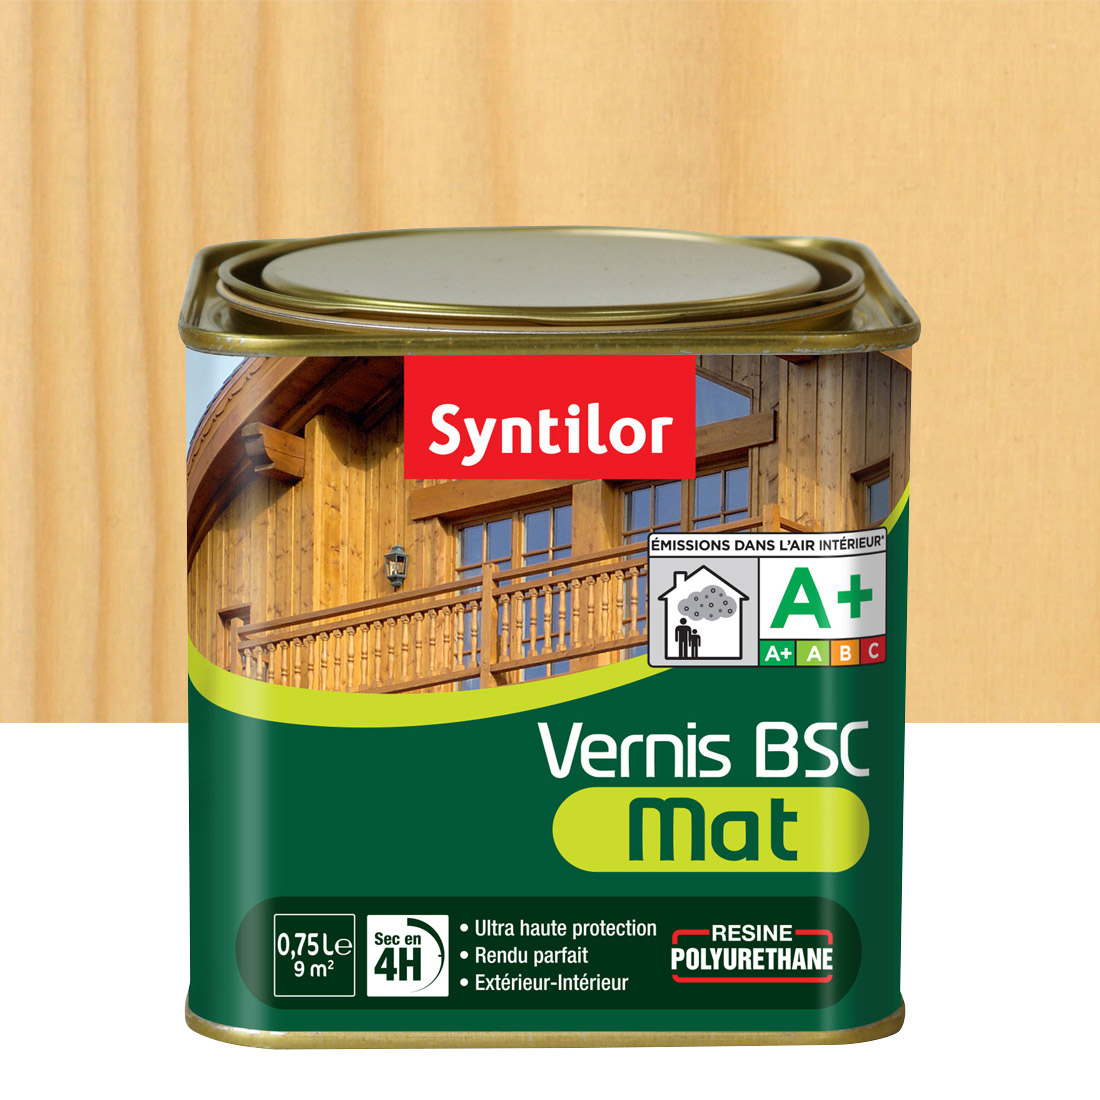 Syntilor
ÉMISSIONS DANS L'AIR INTÉRIEUR*
A+
A+ A B C
Vernis BSC
Mat
0,75 L e
9 m²
Sec en
4H
• Ultra haute protection
• Rendu parfait
• Extérieur-Intérieur
RESINE
POLYURETHANE